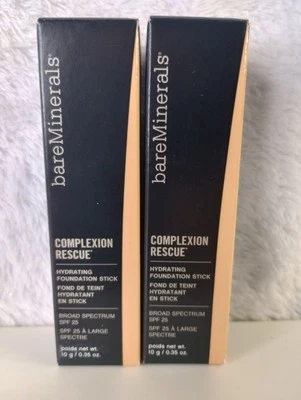 bareMinerals®
COMPLEXION
RESCUE™
HYDRATING
FOUNDATION STICK
FOND DE TEINT
HYDRATANT
EN STICK
BROAD SPECTRUM
SPF 25
SPF 25 À LARGE
SPECTRE
poids net wt.
10 g / 0.35 oz.
bareMinerals®
COMPLEXION
RESCUE™
HYDRATING
FOUNDATION STICK
FOND DE TEINT
HYDRATANT
EN STICK
BROAD SPECTRUM
SPF 25
SPF 25 À LARGE
SPECTRE
poids net wt.
10 g / 0.35 oz.